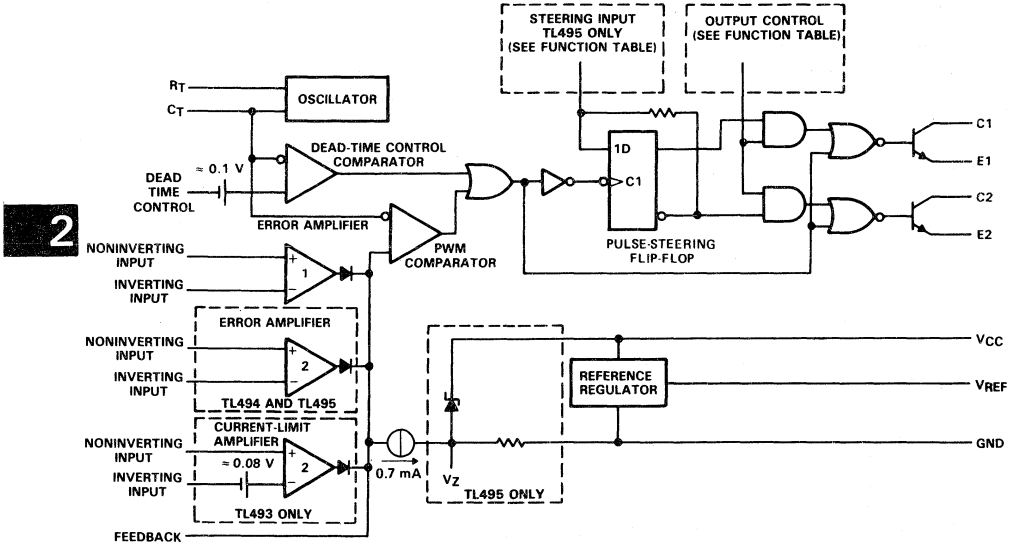 STEERING INPUT
TL495 ONLY
(SEE FUNCTION TABLE)
OUTPUT CONTROL
(SEE FUNCTION TABLE)
RT
CT
OSCILLATOR
DEAD-TIME CONTROL
COMPARATOR
≈ 0.1 V
DEAD
TIME
CONTROL
ERROR AMPLIFIER
PWM
COMPARATOR
1D
C1
PULSE-STEERING
FLIP-FLOP
C1
E1
C2
E2
2
NONINVERTING
INPUT
+
1
INVERTING
INPUT
−
ERROR AMPLIFIER
NONINVERTING
INPUT
+
2
INVERTING
INPUT
−
TL494 AND TL495
CURRENT-LIMIT
AMPLIFIER
NONINVERTING
INPUT
+
≈ 0.08 V
2
INVERTING
INPUT
−
TL493 ONLY
FEEDBACK
0.7 mA
VZ
TL495 ONLY
REFERENCE
REGULATOR
VCC
VREF
GND